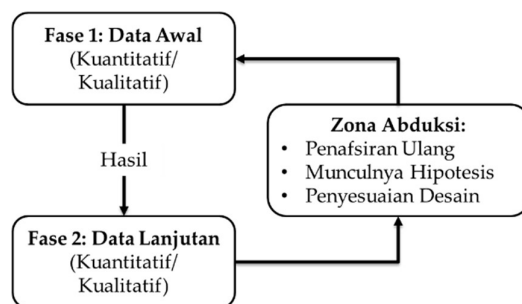 Fase 1: Data Awal
(Kuantitatif/
Kualitatif)
Hasil
Fase 2: Data Lanjutan
(Kuantitatif/
Kualitatif)
Zona Abduksi:
• Penafsiran Ulang
• Munculnya Hipotesis
• Penyesuaian Desain